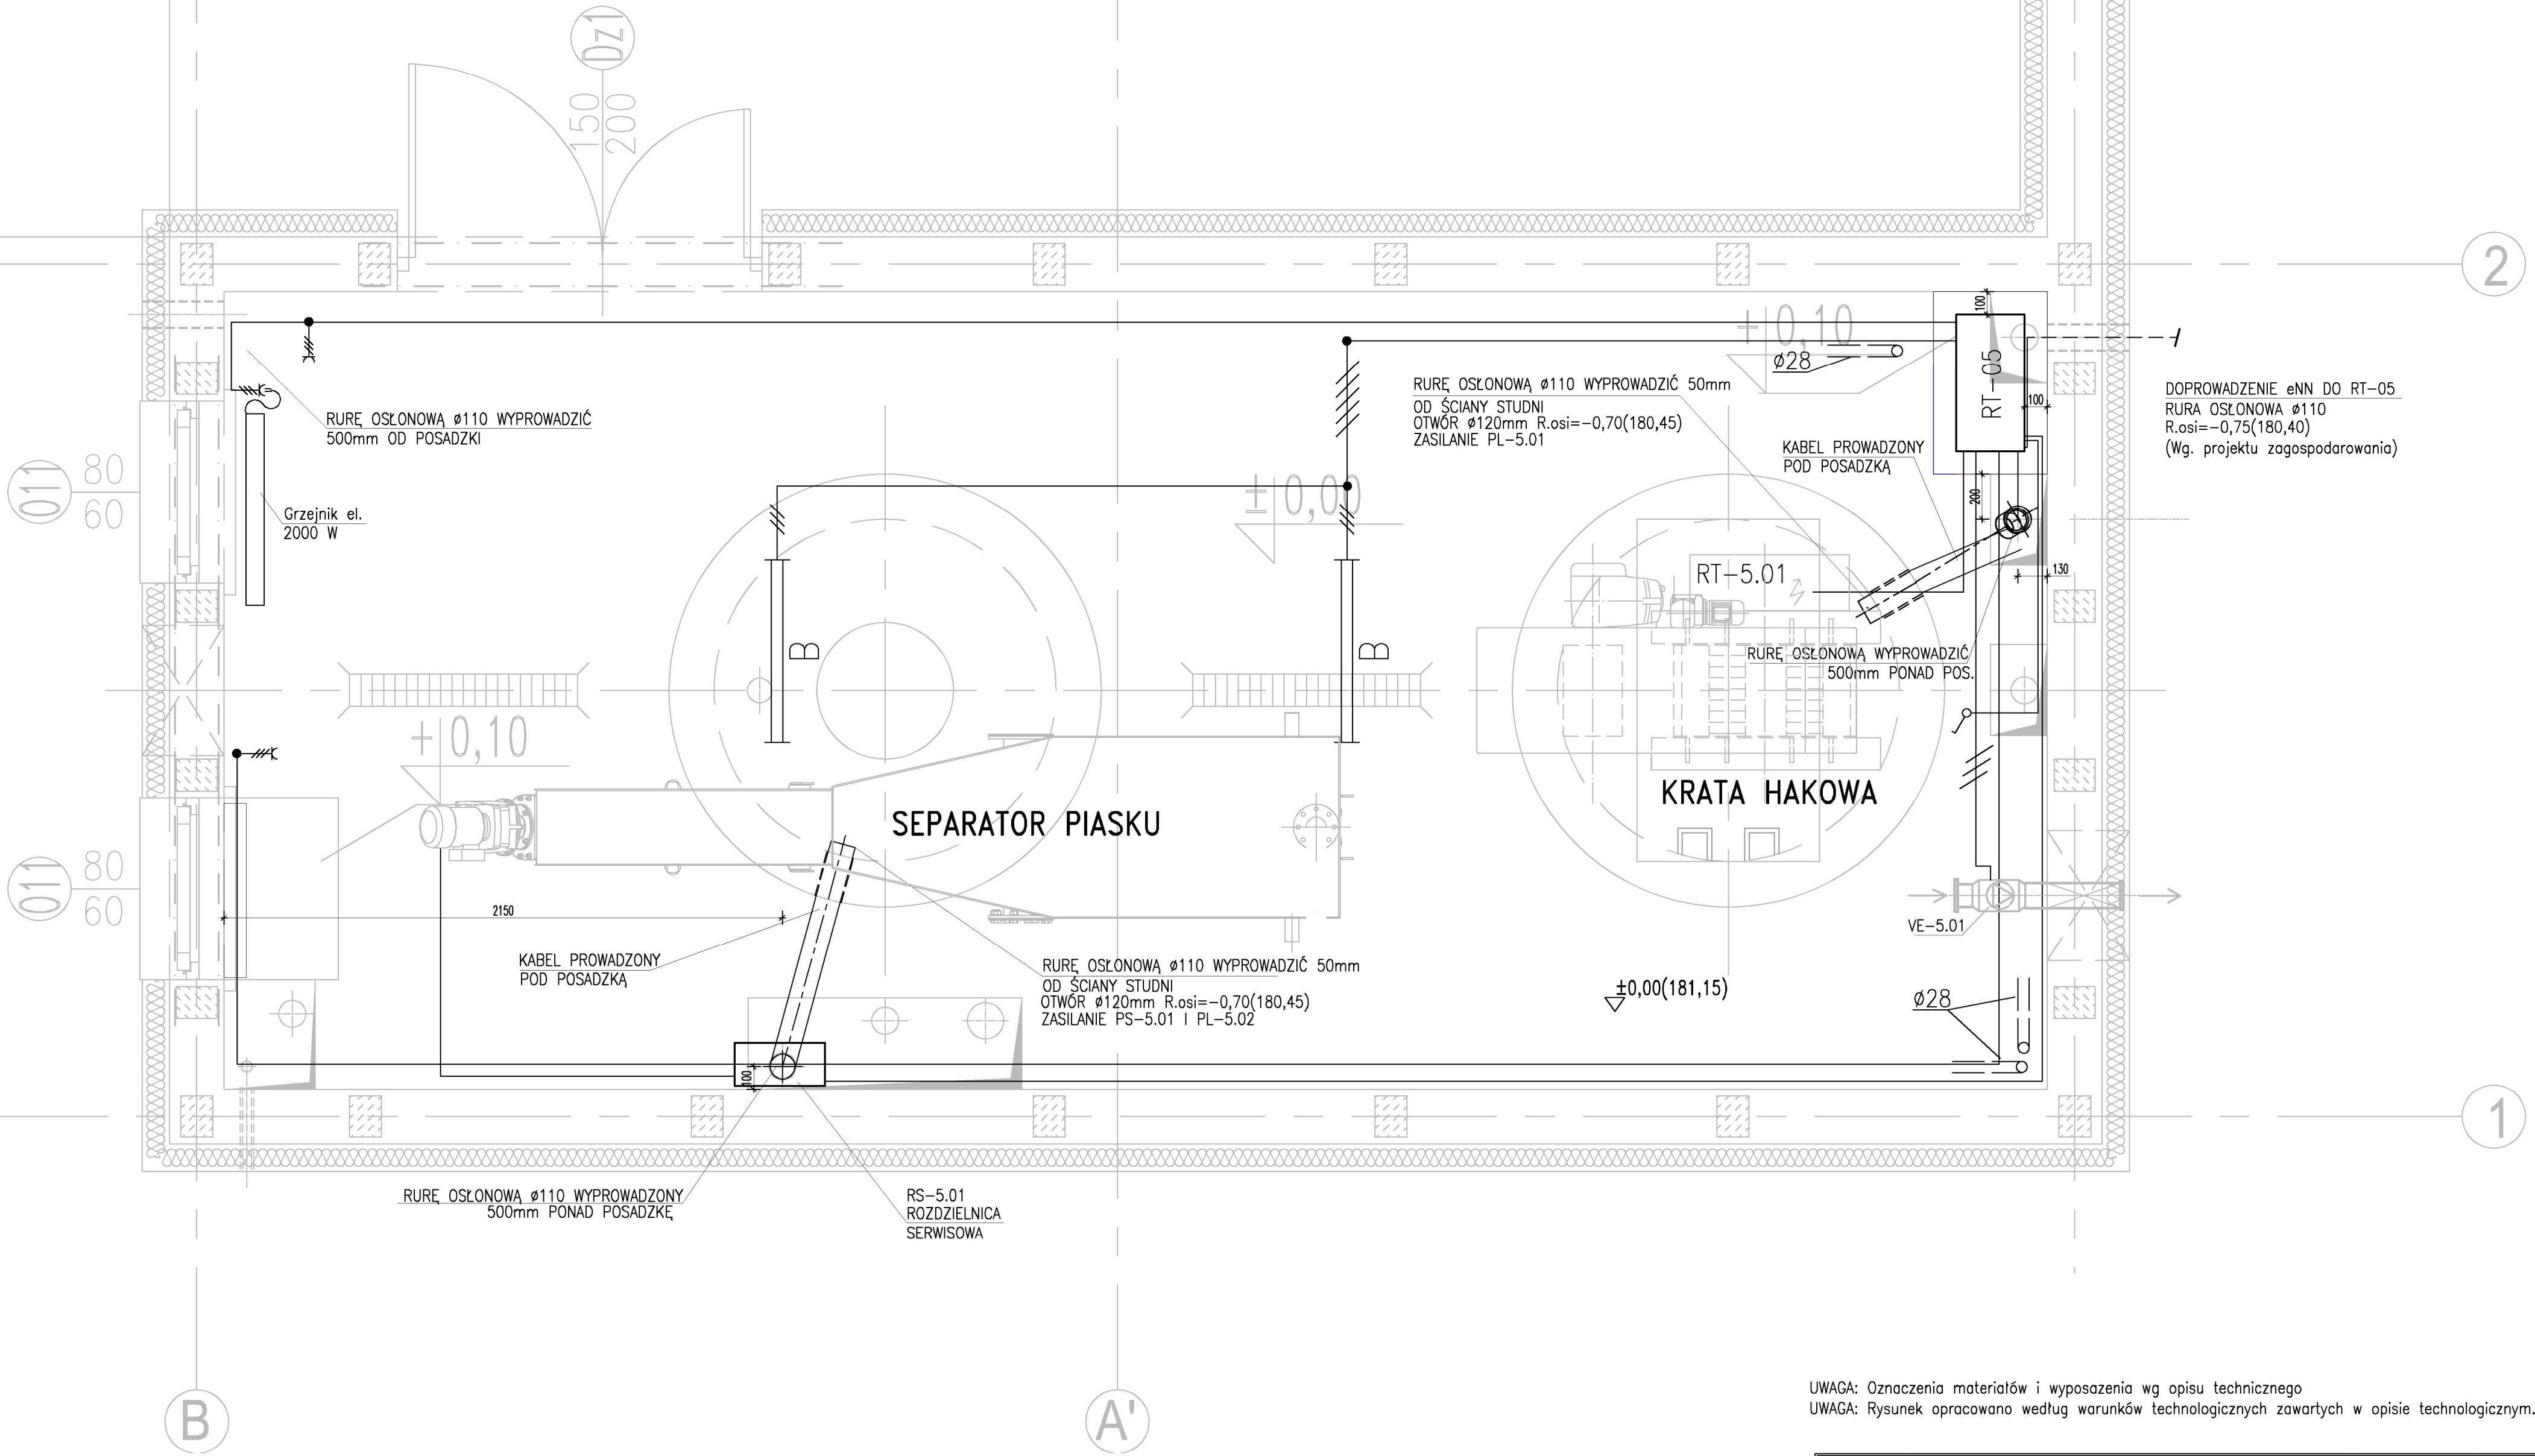 Dz1
150
200
2
+0,10
100
ø28
RT-05
RURĘ OSŁONOWĄ ø110 WYPROWADZIĆ 50mm
OD ŚCIANY STUDNI
OTWÓR ø120mm R.osi=-0,70(180,45)
ZASILANIE PL-5.01
DOPROWADZENIE eNN DO RT-05
RURA OSŁONOWA ø110
R.osi=-0,75(180,40)
(Wg. projektu zagospodarowania)
100
RURĘ OSŁONOWĄ ø110 WYPROWADZIĆ
500mm OD POSADZKI
KABEL PROWADZONY
POD POSADZKĄ
011
80
60
±0,00
200
Grzejnik el.
2000 W
RT-5.01
130
B
B
RURĘ OSŁONOWĄ WYPROWADZIĆ
500mm PONAD POS.
+0,10
KRATA HAKOWA
SEPARATOR PIASKU
011
80
60
2150
VE-5.01
KABEL PROWADZONY
POD POSADZKĄ
RURĘ OSŁONOWĄ ø110 WYPROWADZIĆ 50mm
OD ŚCIANY STUDNI
OTWÓR ø120mm R.osi=-0,70(180,45)
ZASILANIE PS-5.01 I PL-5.02
±0,00(181,15)
ø28
100
1
RURĘ OSŁONOWĄ ø110 WYPROWADZONY
500mm PONAD POSADZKĘ
RS-5.01
ROZDZIELNICA
SERWISOWA
UWAGA: Oznaczenia materiałów i wyposazenia wg opisu technicznego
UWAGA: Rysunek opracowano według warunków technologicznych zawartych w opisie technologicznym.
B
A'